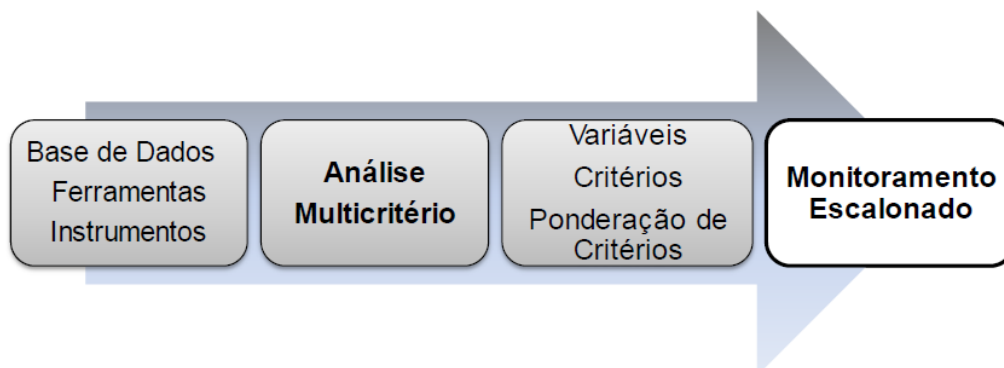 Base de Dados
Ferramentas
Instrumentos
Análise
Multicritério
Variáveis
Critérios
Ponderação de
Critérios
Monitoramento
Escalonado